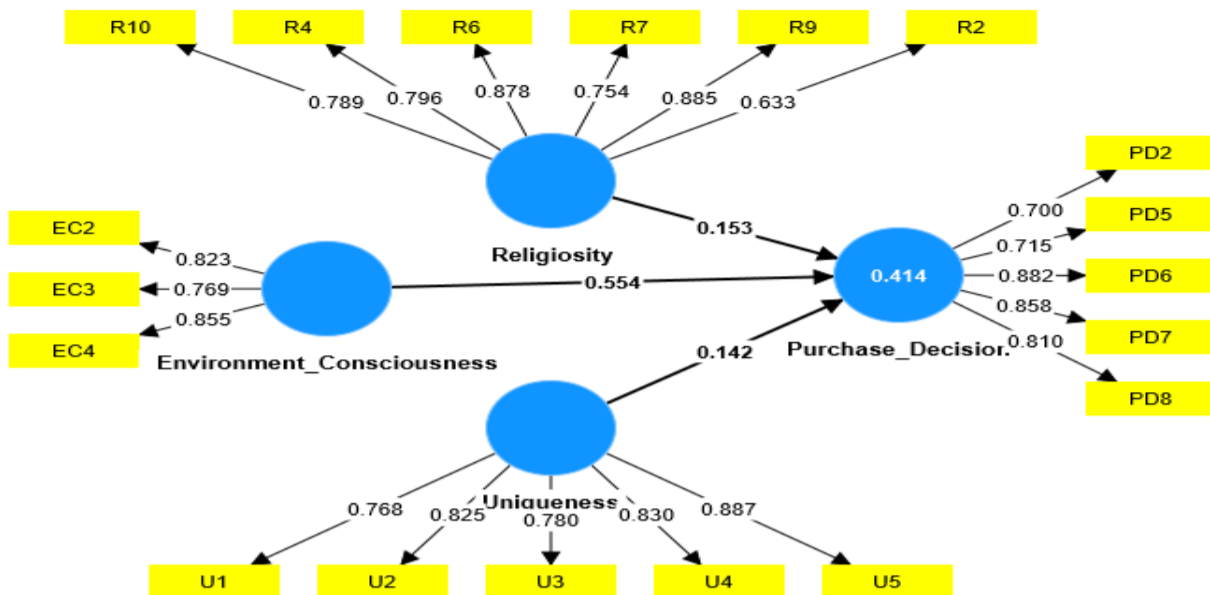 R10 R4 R6 R7 R9 R2
0.789 0.796 0.878 0.754 0.885 0.633
PD2
0.700
PD5
EC2
0.153
Religiosity
0.715
0.823
EC3
0.769
0.554
0.414
0.882
PD6
0.855
0.858
EC4
Environment_Consciousness
0.142
Purchase_Decision
0.810
PD7
PD8
Uniqueness
0.768 0.825 0.780 0.830 0.887
U1 U2 U3 U4 U5